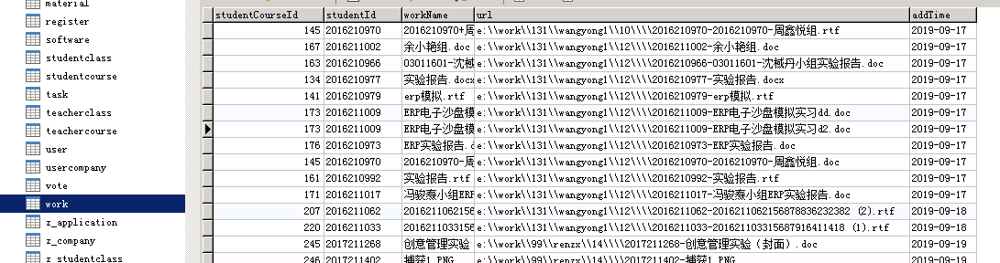 material
register
software
studentclass
studentcourse
task
teacherclass
teachercourse
user
usercompany
vote
work
z_application
z_company
z_studentclass
studentCourseId studentId workName url addTime
145 2016210970 2016210970+周 e:\\work\\131\\wangyong1\\10\\\\2016210970-2016210970-周鑫悦组.rtf 2019-09-17
167 2016211002 余小艳组.doc e:\\work\\131\\wangyong1\\12\\\\2016211002-余小艳组.doc 2019-09-17
163 2016210966 03011601-沈 e:\\work\\131\\wangyong1\\12\\\\2016210966-03011601-沈棫丹小组实验报告.doc 2019-09-17
134 2016210977 实验报告.docx e:\\work\\131\\wangyong1\\12\\\\2016210977-实验报告.docx 2019-09-17
141 2016210979 erp模拟.rtf e:\\work\\131\\wangyong1\\12\\\\2016210979-erp模拟.rtf 2019-09-17
173 2016211009 ERP电子沙盘模 e:\\work\\131\\wangyong1\\12\\\\2016211009-ERP电子沙盘模拟实习dd.doc 2019-09-17
173 2016211009 ERP电子沙盘模 e:\\work\\131\\wangyong1\\12\\\\2016211009-ERP电子沙盘模拟实习d2.doc 2019-09-17
176 2016210973 ERP实验报告.d e:\\work\\131\\wangyong1\\12\\\\2016210973-ERP实验报告.doc 2019-09-17
205 2016210970 2016210970-周 e:\\work\\131\\wangyong1\\12\\\\2016210970-2016210970-周鑫悦组.doc 2019-09-17
161 2016210992 实验报告.rtf e:\\work\\131\\wangyong1\\12\\\\2016210992-实验报告.rtf 2019-09-17
171 2016211017 冯骏焘小组ERP e:\\work\\131\\wangyong1\\12\\\\2016211017-冯骏焘小组ERP实验报告.doc 2019-09-17
207 2016211062 201621106215 e:\\work\\131\\wangyong1\\12\\\\2016211062-201621106215687883623​2382 (2).rtf 2019-09-18
220 2016211033 201621103315 e:\\work\\131\\wangyong1\\12\\\\2016211033-201621103315687916411418 (1).rtf 2019-09-18
245 2017211268 创意管理实验 e:\\work\\99\\renzx\\14\\\\2017211268-创意管理实验（封面）.doc 2019-09-19
246 2017211402 捕获1.PNG e:\\work\\99\\renzx\\14\\\\2017211402-捕获1.PNG 2019-09-19